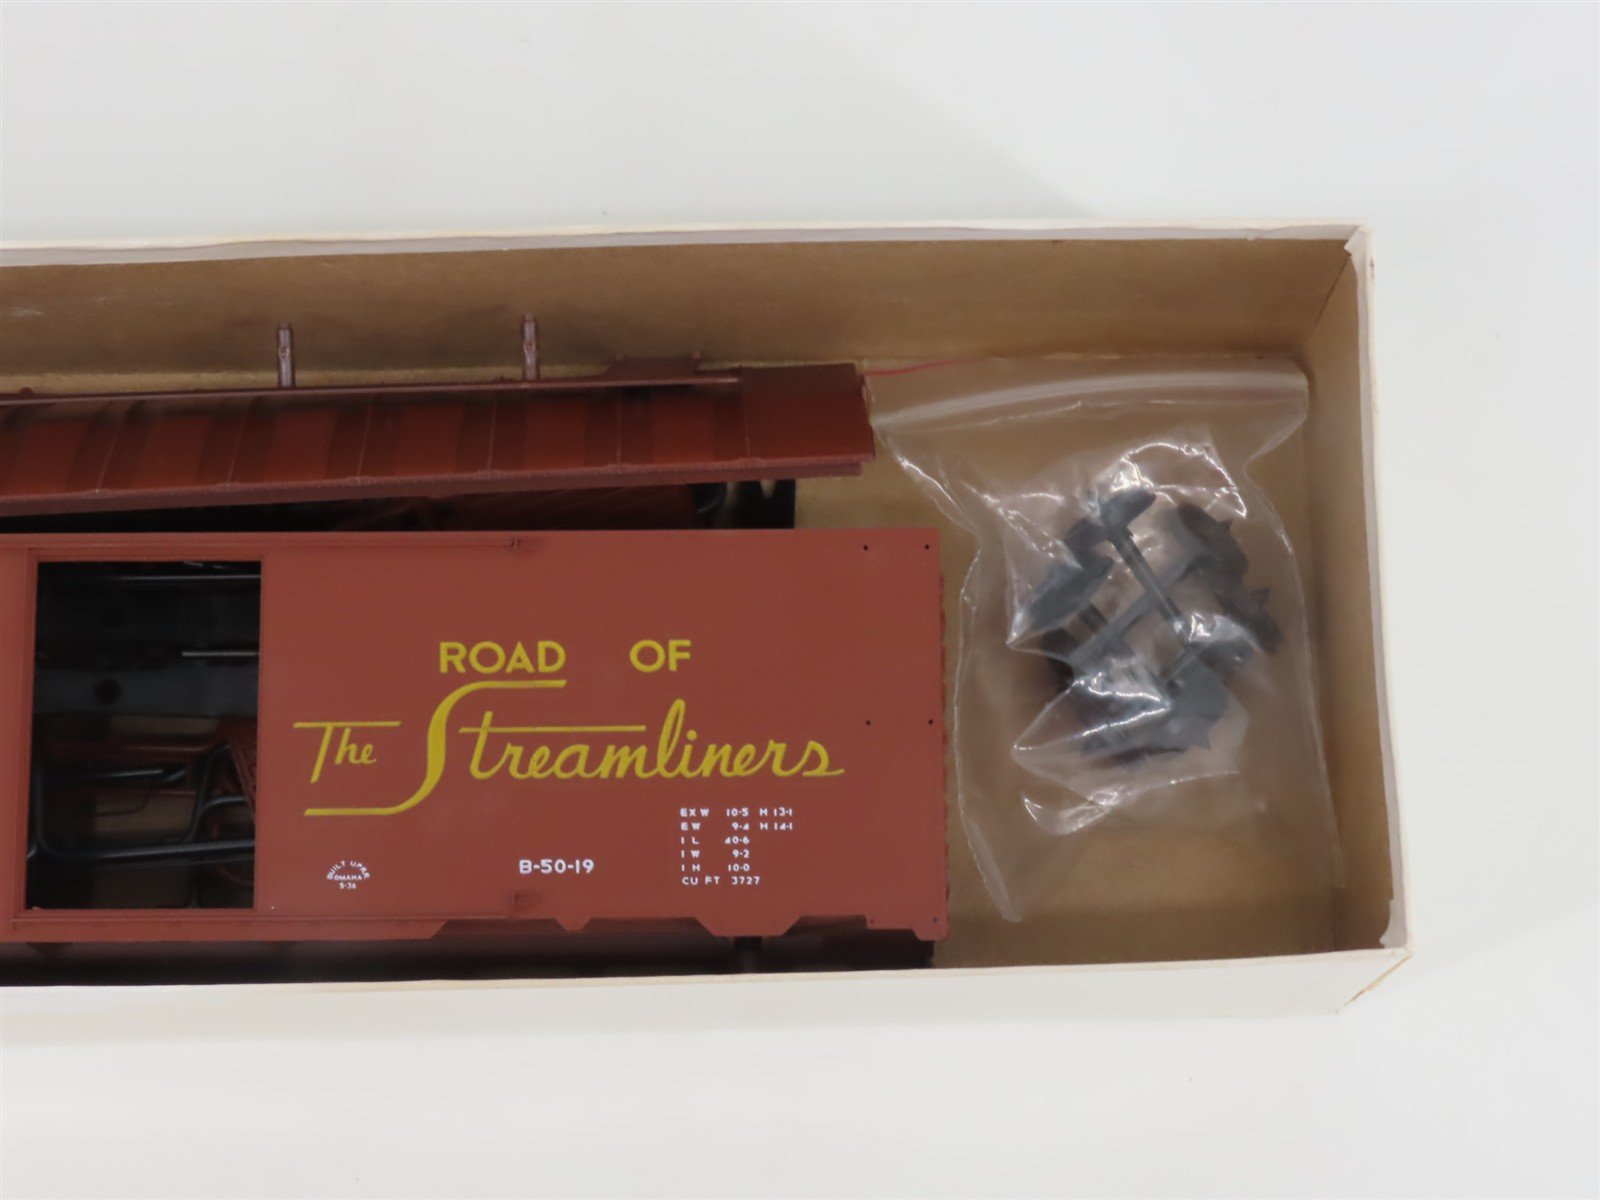 ROAD OF
The Streamliners
EXW 10-5 H 13-1
EW 9-4 H 14-1
IL 40-6
IW 9-2
IH 10-0
CU FT 3727
B-50-19
BUILT UPRR
OMAHA
5-36